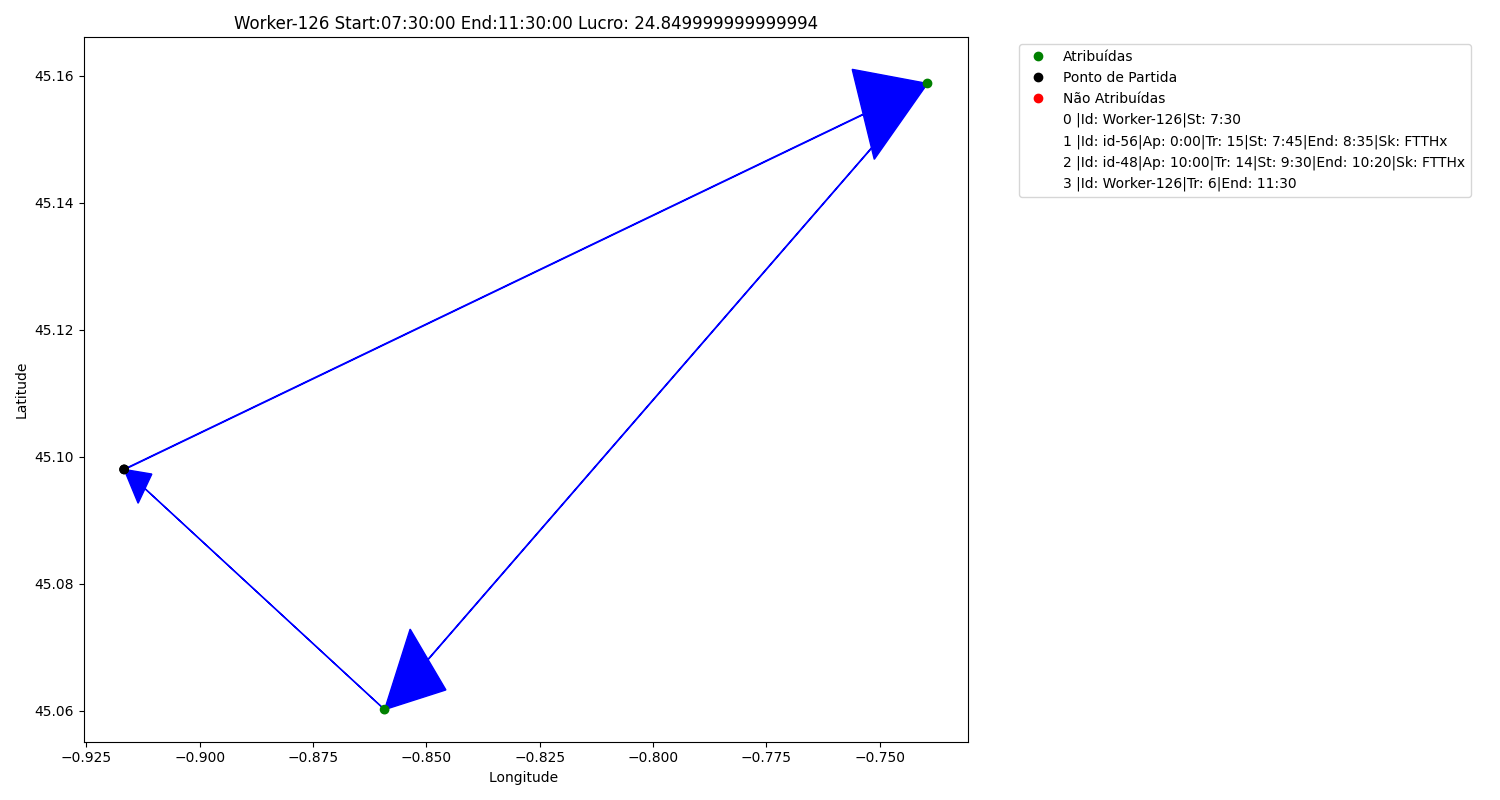 Worker-126 Start:07:30:00 End:11:30:00 Lucro: 24.849999999999994
45.16
45.14
45.12
45.10
45.08
45.06
Latitude
−0.925
−0.900
−0.875
−0.850
−0.825
−0.800
−0.775
−0.750
Longitude
Atribuídas
Ponto de Partida
Não Atribuídas
0 |Id: Worker-126|St: 7:30
1 |Id: id-56|Ap: 0:00|Tr: 15|St: 7:45|End: 8:35|Sk: FTTHx
2 |Id: id-48|Ap: 10:00|Tr: 14|St: 9:30|End: 10:20|Sk: FTTHx
3 |Id: Worker-126|Tr: 6|End: 11:30